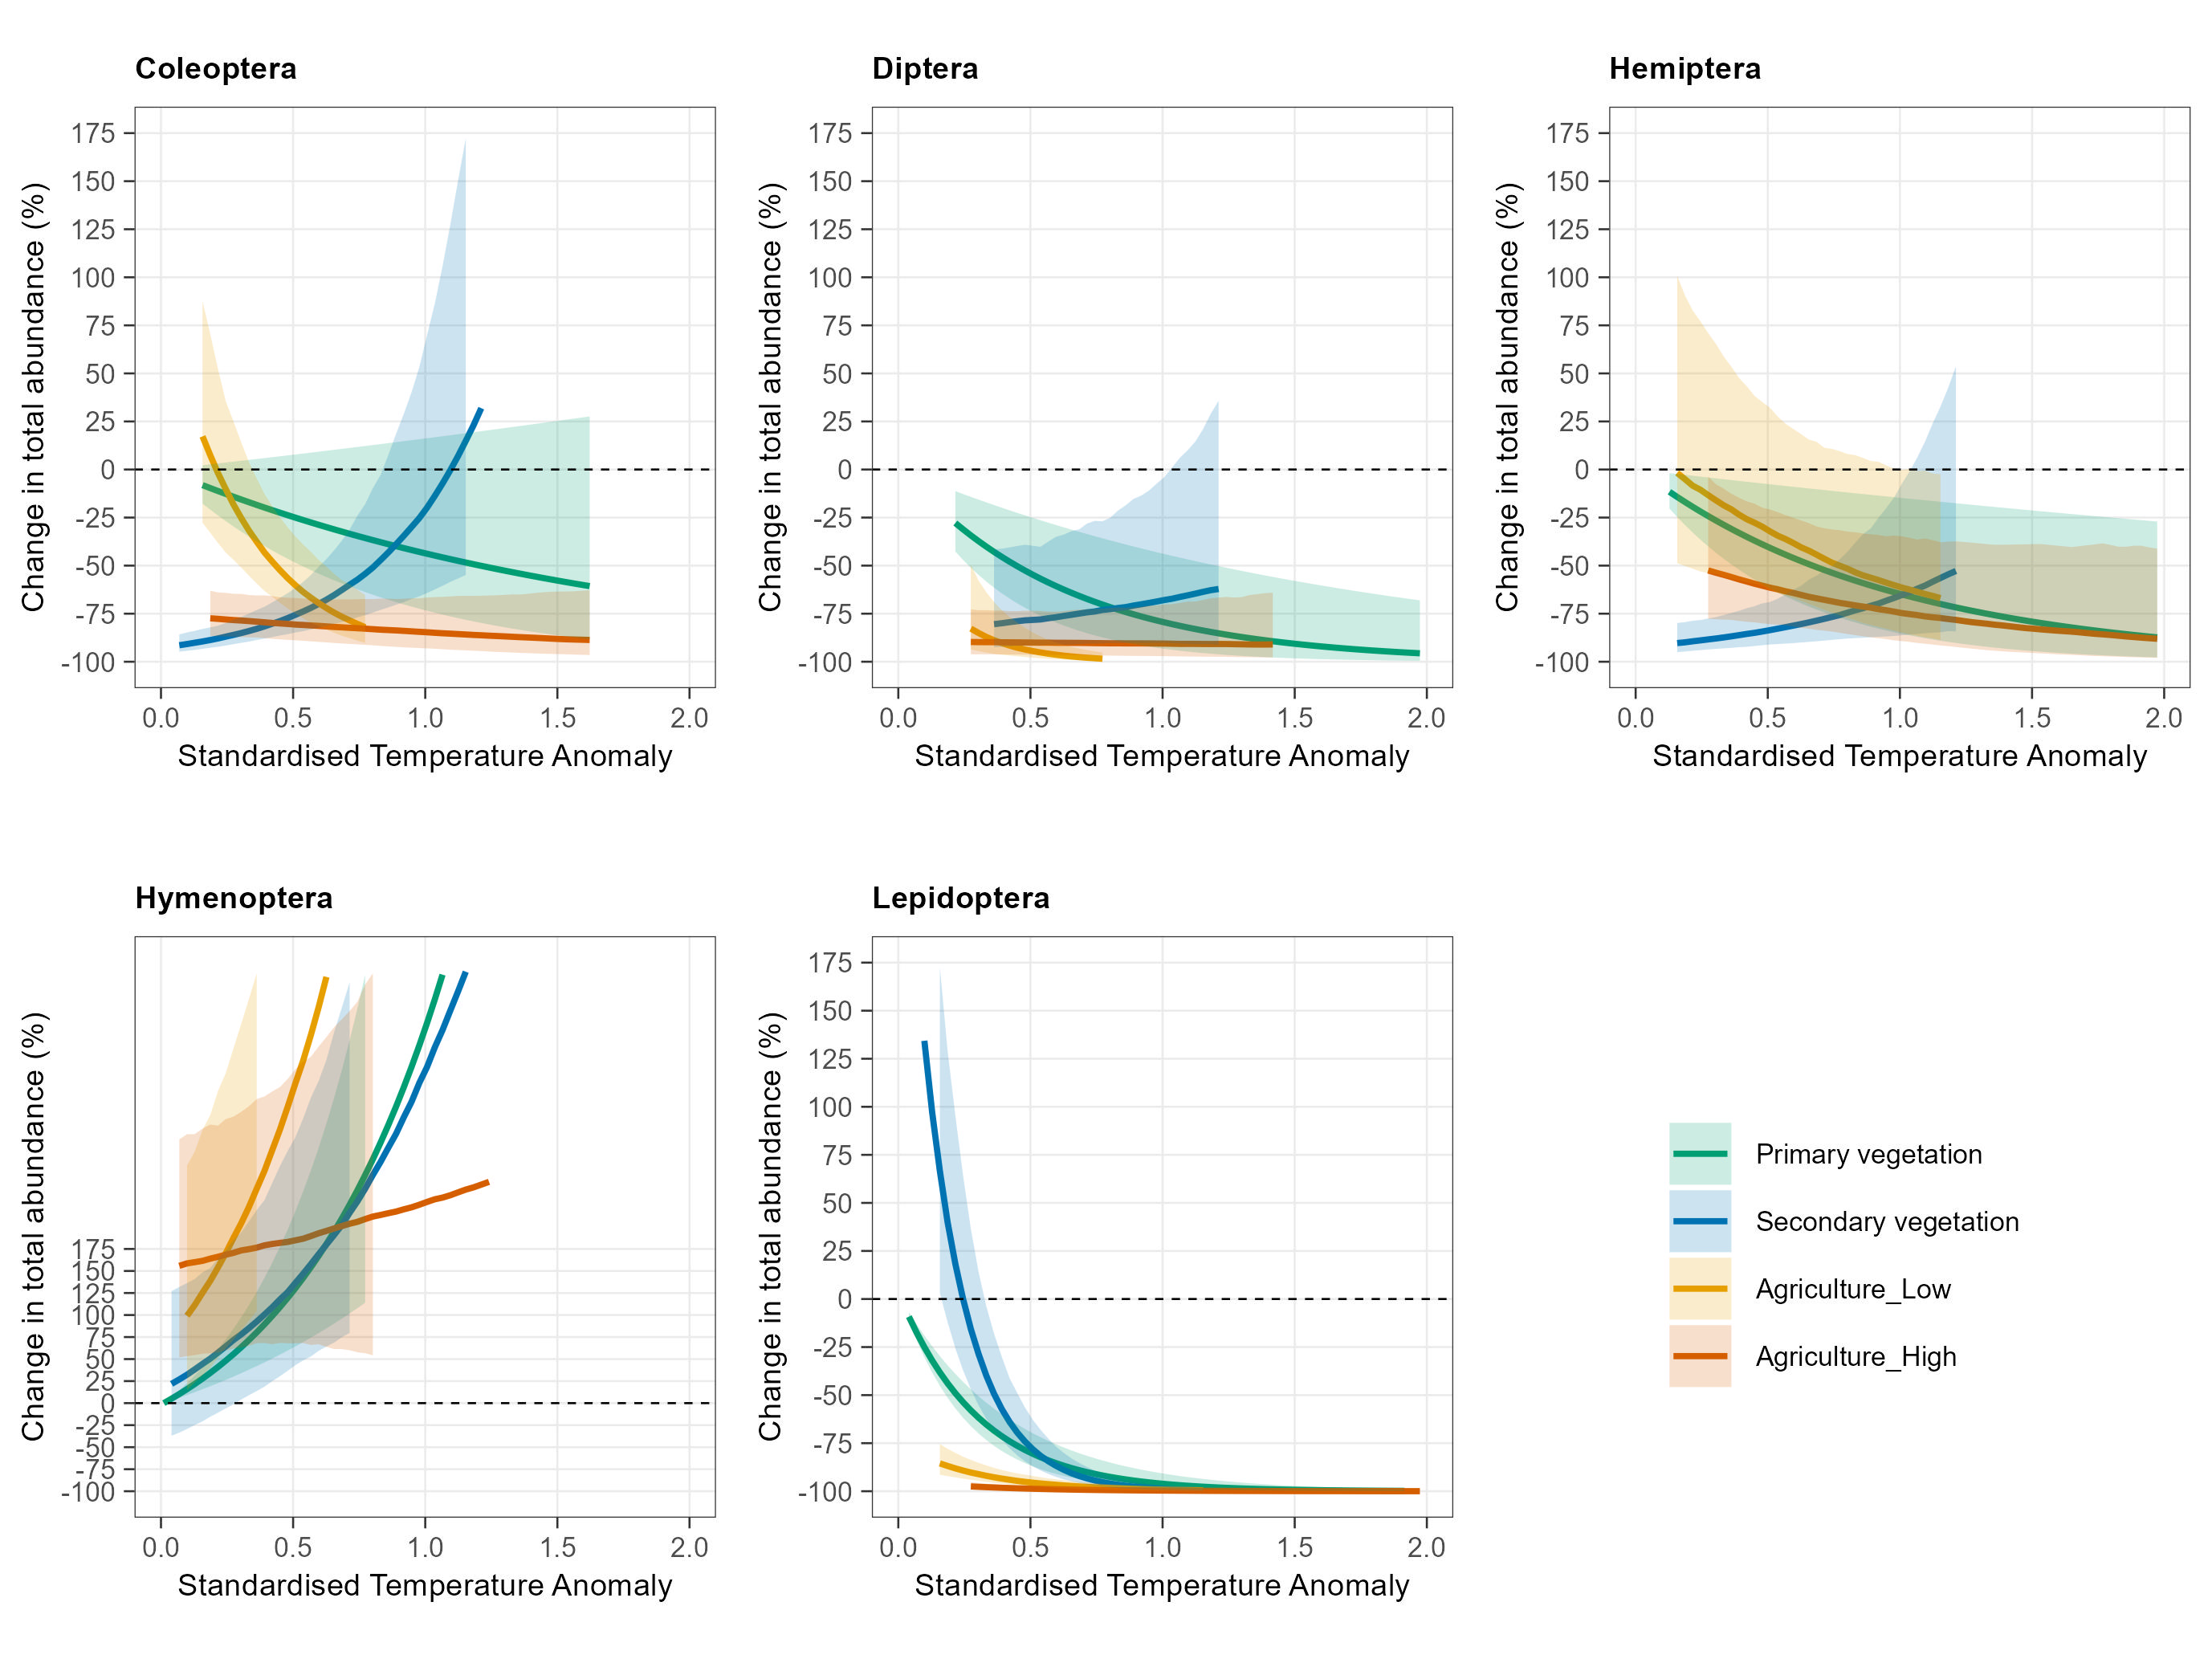 Coleoptera
Diptera
Hemiptera
Change in total abundance (%)
175
150
125
100
75
50
25
0
-25
-50
-75
-100
0.0 0.5 1.0 1.5 2.0
Standardised Temperature Anomaly
Change in total abundance (%)
175
150
125
100
75
50
25
0
-25
-50
-75
-100
0.0 0.5 1.0 1.5 2.0
Standardised Temperature Anomaly
Change in total abundance (%)
175
150
125
100
75
50
25
0
-25
-50
-75
-100
0.0 0.5 1.0 1.5 2.0
Standardised Temperature Anomaly
Hymenoptera
Lepidoptera
Change in total abundance (%)
175
150
125
100
75
50
25
0
-25
-50
-75
-100
0.0 0.5 1.0 1.5 2.0
Standardised Temperature Anomaly
Change in total abundance (%)
175
150
125
100
75
50
25
0
-25
-50
-75
-100
0.0 0.5 1.0 1.5 2.0
Standardised Temperature Anomaly
Primary vegetation
Secondary vegetation
Agriculture_Low
Agriculture_High